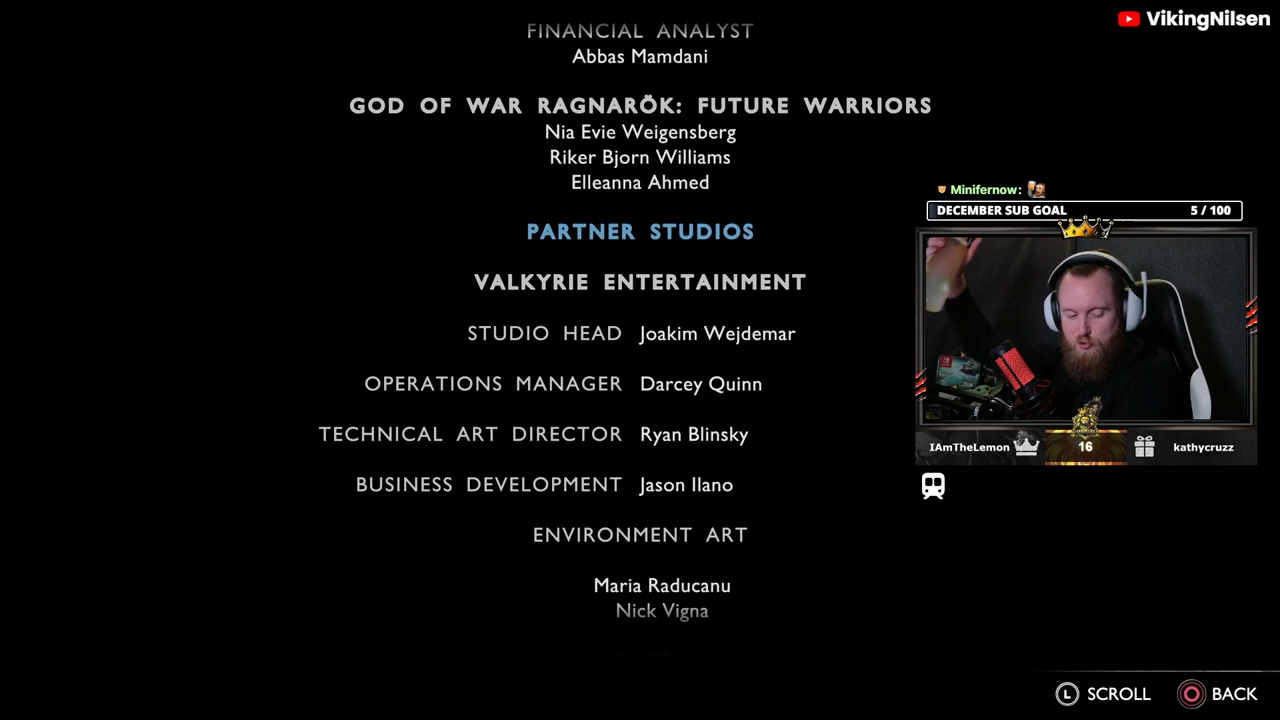 VikingNilsen
FINANCIAL ANALYST
Abbas Mamdani
GOD OF WAR RAGNARÖK: FUTURE WARRIORS
Nia Evie Weigensberg
Riker Bjorn Williams
Elleanna Ahmed
PARTNER STUDIOS
VALKYRIE ENTERTAINMENT
STUDIO HEAD Joakim Wejdemar
OPERATIONS MANAGER Darcey Quinn
TECHNICAL ART DIRECTOR Ryan Blinsky
BUSINESS DEVELOPMENT Jason Ilano
ENVIRONMENT ART
Maria Raducanu
Nick Vigna
Minifernow:
DECEMBER SUB GOAL 5 / 100
IAmTheLemon 16 kathycruzz
L SCROLL BACK